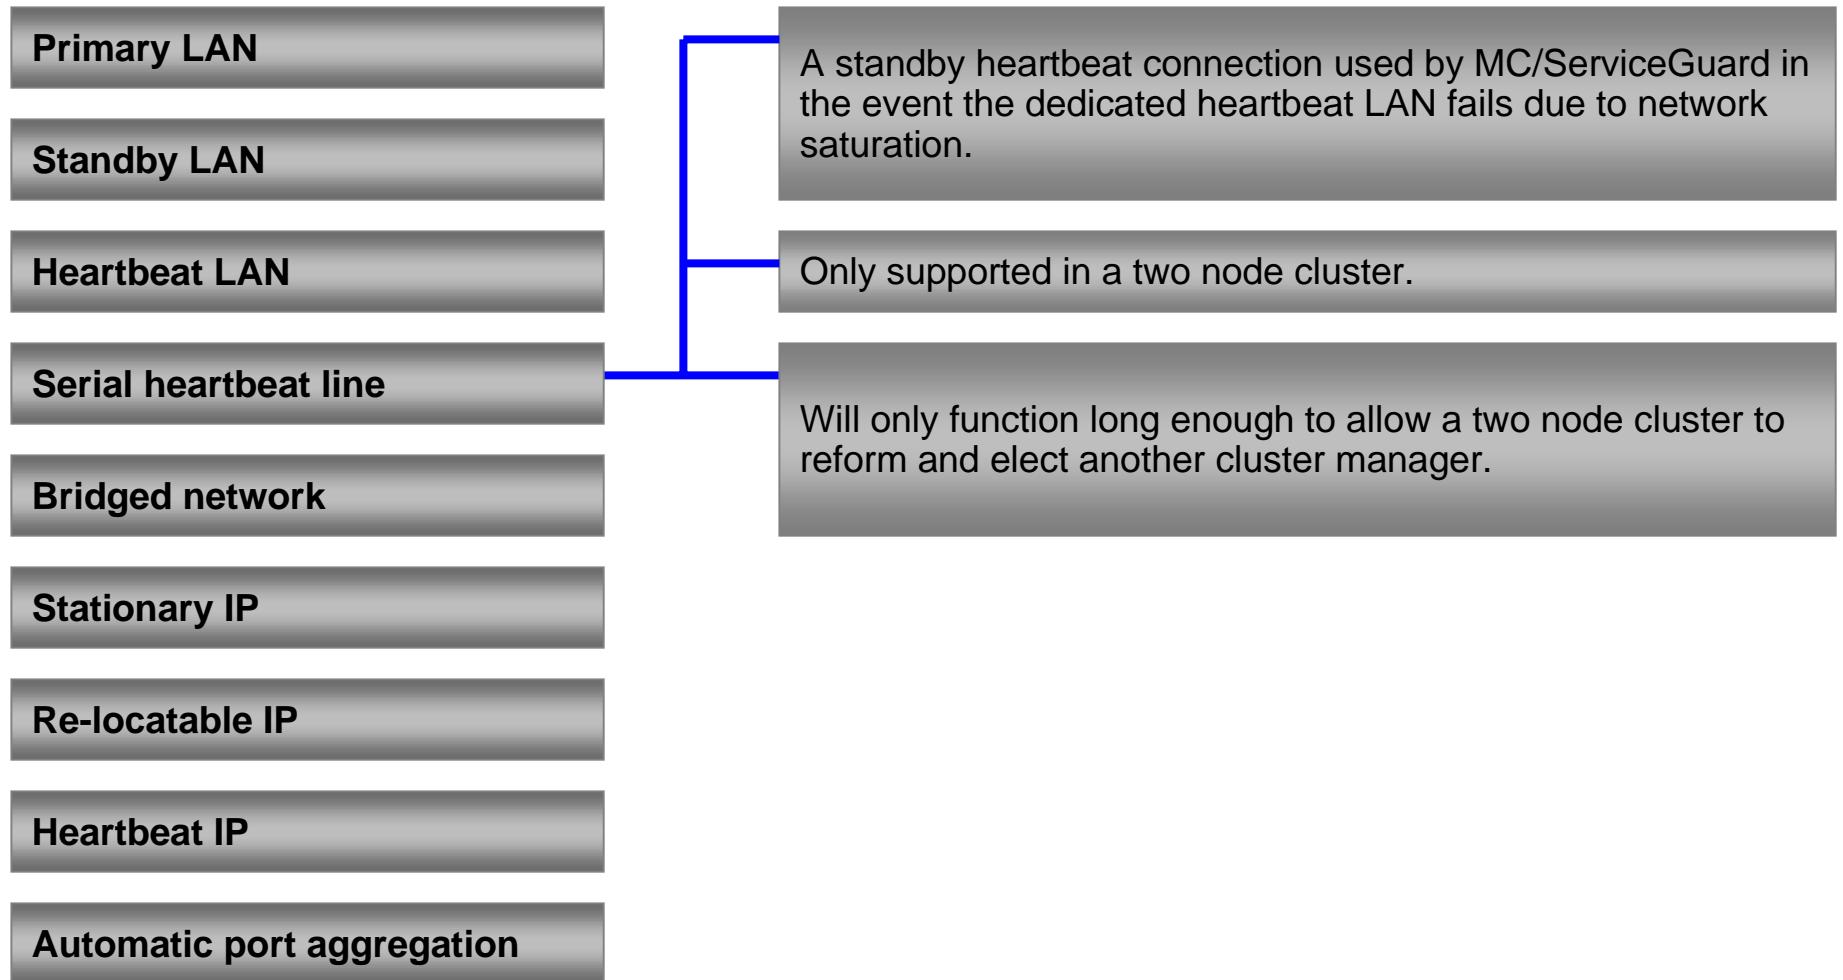 Primary LAN
Standby LAN
Heartbeat LAN
Serial heartbeat line
Bridged network
Stationary IP
Re-locatable IP
Heartbeat IP
Automatic port aggregation
A standby heartbeat connection used by MC/ServiceGuard in
the event the dedicated heartbeat LAN fails due to network
saturation.
Only supported in a two node cluster.
Will only function long enough to allow a two node cluster to
reform and elect another cluster manager.